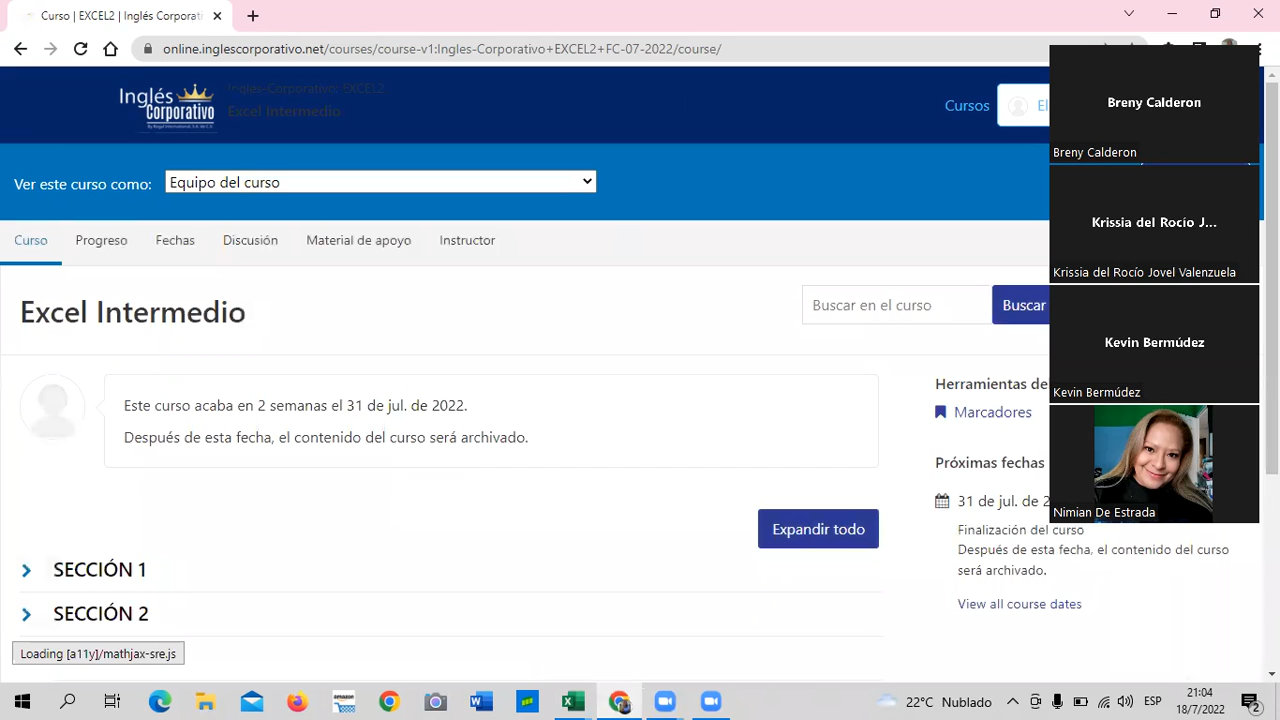 Curso | EXCEL2 | Inglés Corporat
online.inglescorporativo.net/courses/course-v1:Ingles-Corporativo+EXCEL2+FC-07-2022/course/
Inglés
Corporativo
Ingles-Corporativo: EXCEL2
Excel Intermedio
Cursos
El
Ver este curso como:
Equipo del curso
Curso
Progreso
Fechas
Discusión
Material de apoyo
Instructor
Excel Intermedio
Buscar en el curso
Buscar
Este curso acaba en 2 semanas el 31 de jul. de 2022.
Después de esta fecha, el contenido del curso será archivado.
Herramientas de
Marcadores
Próximas fechas
31 de jul. de 2
Finalización del curso
Después de esta fecha, el contenido del curso
será archivado.
View all course dates
Expandir todo
SECCIÓN 1
SECCIÓN 2
Loading [a11y]/mathjax-sre.js
Breny Calderon
Breny Calderon
Krissia del Rocío J...
Krissia del Rocío Jovel Valenzuela
Kevin Bermúdez
Kevin Bermúdez
Nimian De Estrada
amazon
22°C Nublado
ESP
21:04
18/7/2022
2